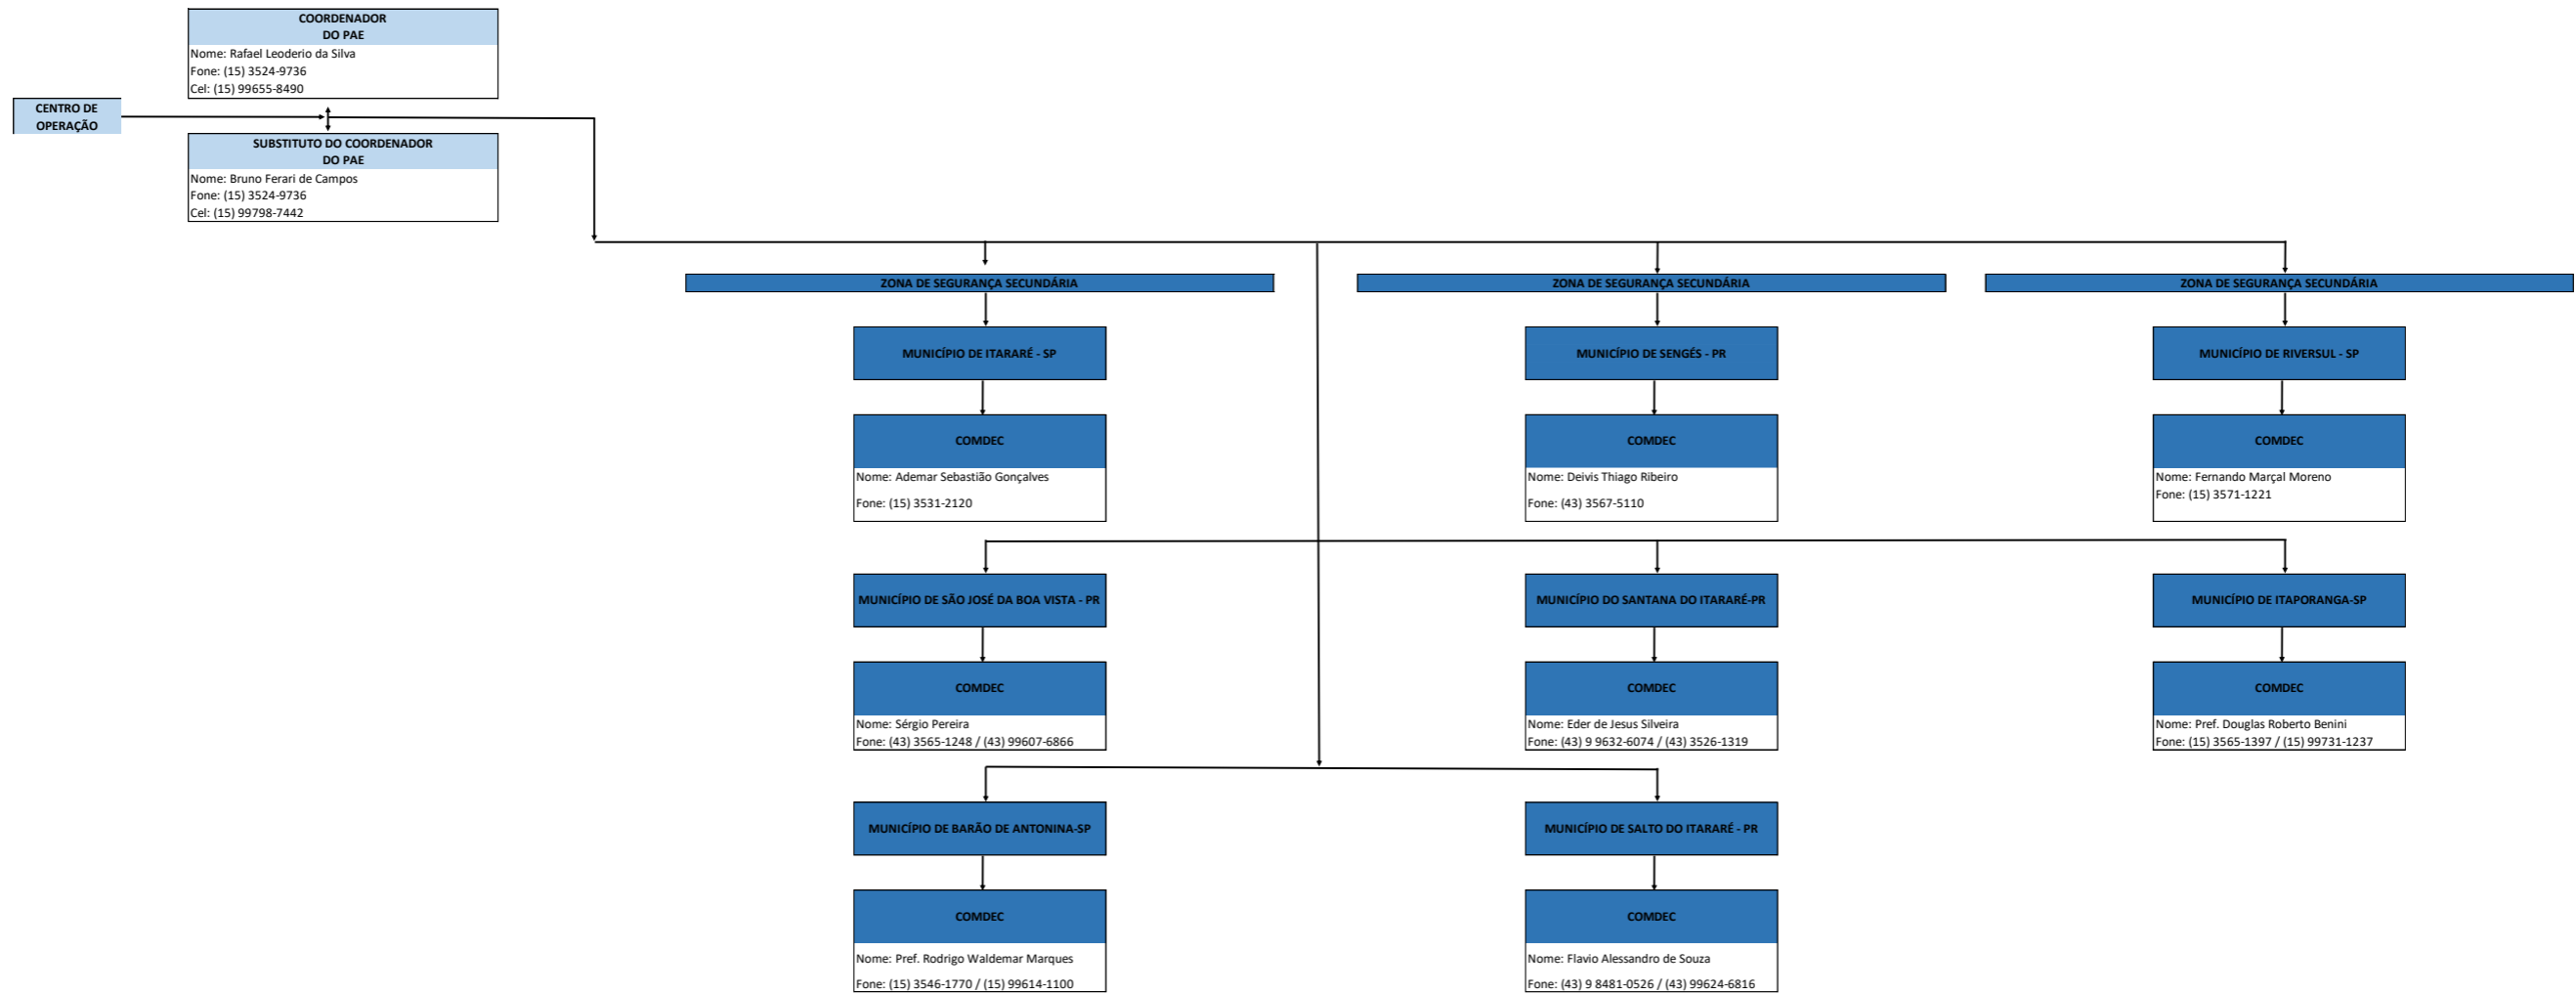 COORDENADOR
DO PAE
Nome: Rafael Leoderio da Silva
Fone: (15) 3524-9736
Cel: (15) 99655-8490
CENTRO DE
OPERAÇÃO
SUBSTITUTO DO COORDENADOR
DO PAE
Nome: Bruno Ferari de Campos
Fone: (15) 3524-9736
Cel: (15) 99798-7442
ZONA DE SEGURANÇA SECUNDÁRIA
ZONA DE SEGURANÇA SECUNDÁRIA
ZONA DE SEGURANÇA SECUNDÁRIA
MUNICÍPIO DE ITARARÉ - SP
MUNICÍPIO DE SENGÉS - PR
MUNICÍPIO DE RIVERSUL - SP
COMDEC
Nome: Ademar Sebastião Gonçalves
Fone: (15) 3531-2120
COMDEC
Nome: Deivis Thiago Ribeiro
Fone: (43) 3567-5110
COMDEC
Nome: Fernando Marçal Moreno
Fone: (15) 3571-1221
MUNICÍPIO DE SÃO JOSÉ DA BOA VISTA - PR
MUNICÍPIO DO SANTANA DO ITARARÉ-PR
MUNICÍPIO DE ITAPORANGA-SP
COMDEC
Nome: Sérgio Pereira
Fone: (43) 3565-1248 / (43) 99607-6866
COMDEC
Nome: Eder de Jesus Silveira
Fone: (43) 9 9632-6074 / (43) 3526-1319
COMDEC
Nome: Pref. Douglas Roberto Benini
Fone: (15) 3565-1397 / (15) 99731-1237
MUNICÍPIO DE BARÃO DE ANTONINA-SP
MUNICÍPIO DE SALTO DO ITARARÉ - PR
COMDEC
Nome: Pref. Rodrigo Waldemar Marques
Fone: (15) 3546-1770 / (15) 99614-1100
COMDEC
Nome: Flavio Alessandro de Souza
Fone: (43) 9 8481-0526 / (43) 99624-6816